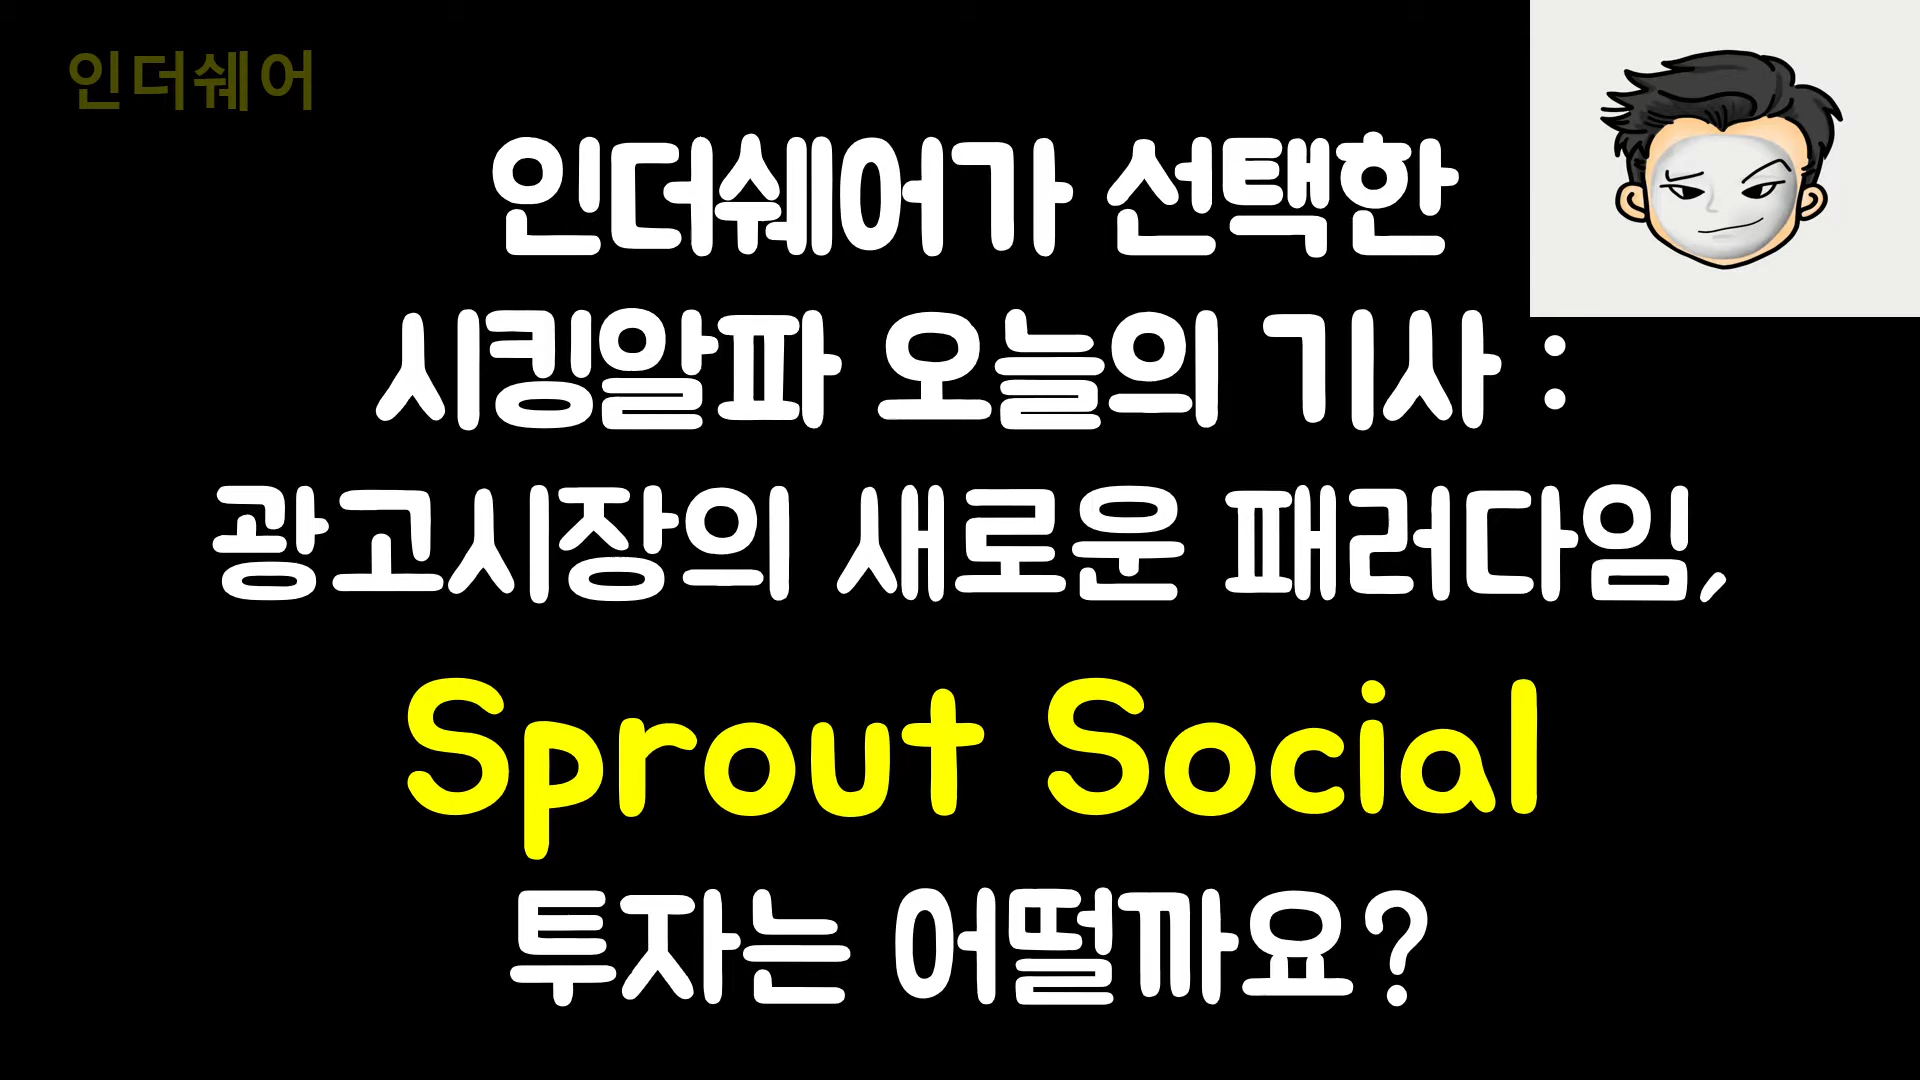 인더쉐어
인더쉐어가 선택한
시킹알파 오늘의 기사 :
광고시장의 새로운 패러다임,
Sprout Social
투자는 어떨까요?